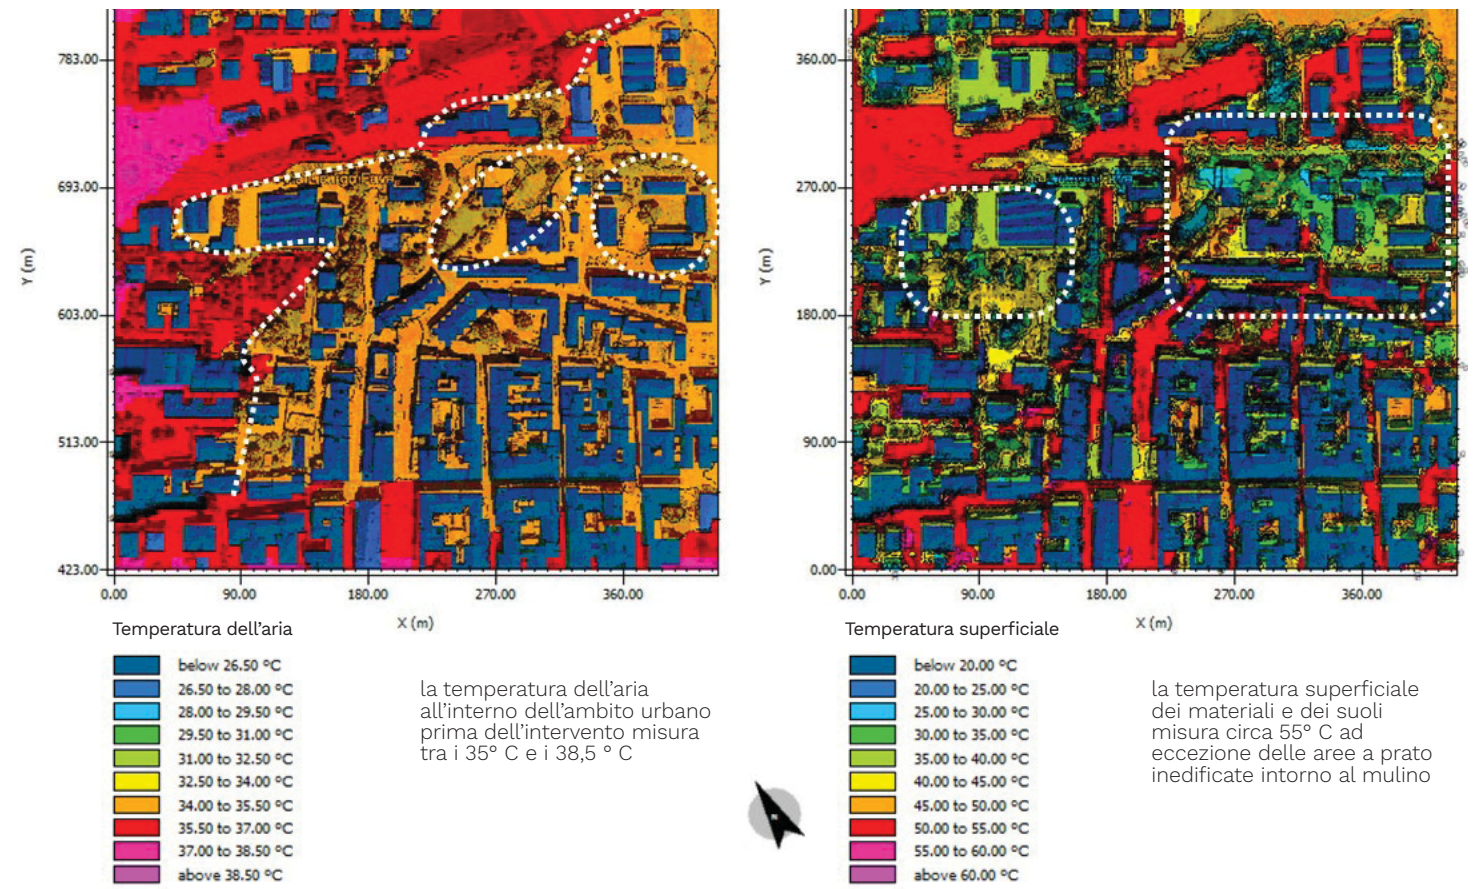 783.00
693.00
603.00
513.00
423.00
Y (m)
0.00
90.00
180.00
270.00
360.00
X (m)
Temperatura dell'aria
below 26.50 °C
26.50 to 28.00 °C
28.00 to 29.50 °C
29.50 to 31.00 °C
31.00 to 32.50 °C
32.50 to 34.00 °C
34.00 to 35.50 °C
35.50 to 37.00 °C
37.00 to 38.50 °C
above 38.50 °C
la temperatura dell'aria
all'interno dell'ambito urbano
prima dell'intervento misura
tra i 35° C e i 38,5 ° C
360.00
270.00
180.00
90.00
0.00
Y (m)
0.00
90.00
180.00
270.00
360.00
X (m)
Temperatura superficiale
below 20.00 °C
20.00 to 25.00 °C
25.00 to 30.00 °C
30.00 to 35.00 °C
35.00 to 40.00 °C
40.00 to 45.00 °C
45.00 to 50.00 °C
50.00 to 55.00 °C
55.00 to 60.00 °C
above 60.00 °C
la temperatura superficiale
dei materiali e dei suoli
misura circa 55° C ad
eccezione delle aree a prato
inedificate intorno al mulino
N